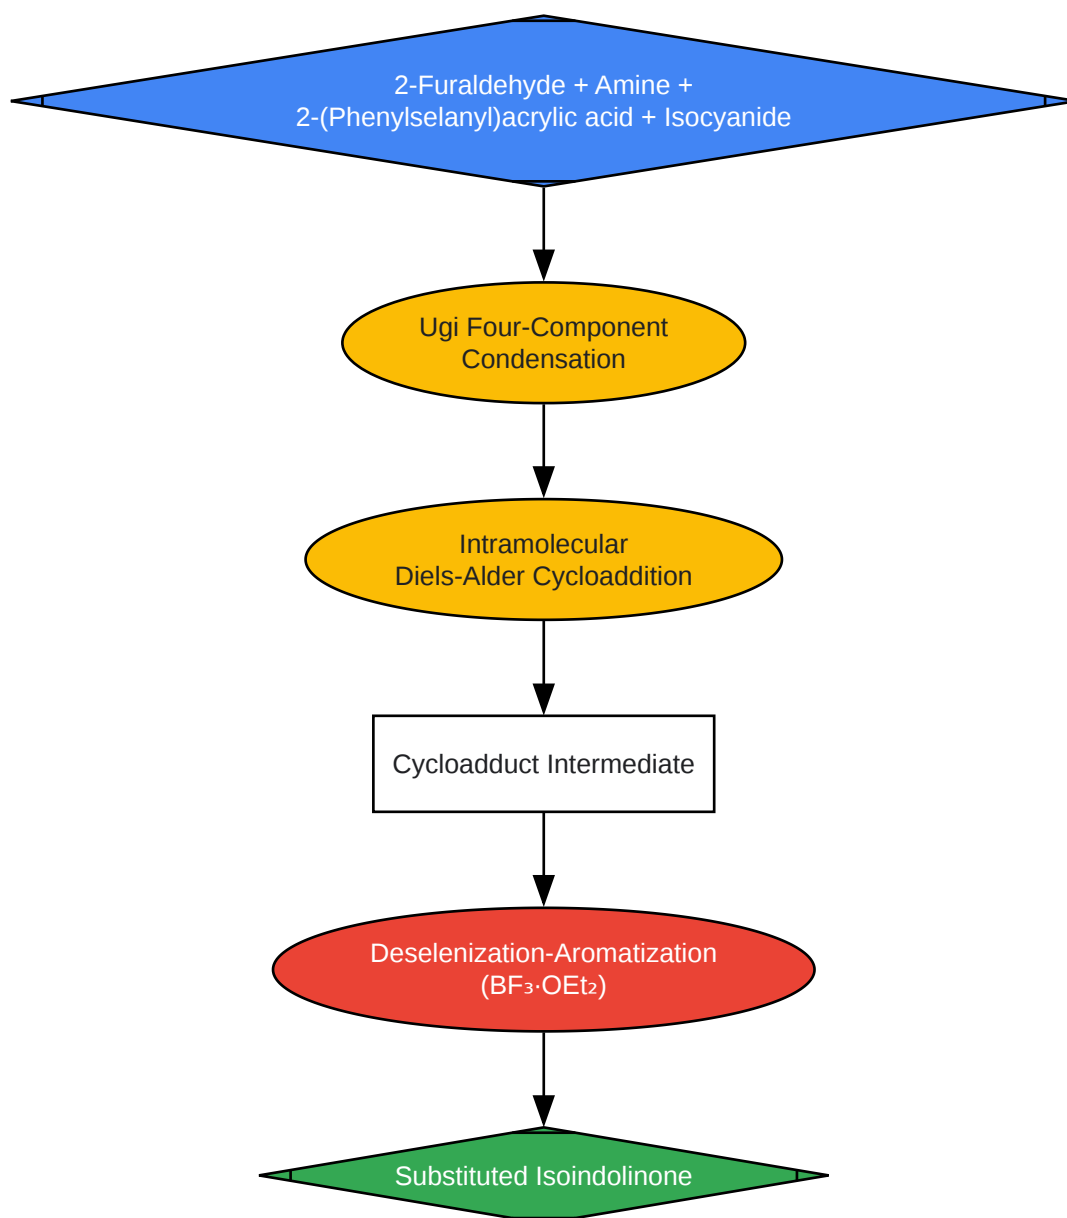 2-Furaldehyde + Amine +
2-(Phenylselanyl)acrylic acid + Isocyanide
Ugi Four-Component
Condensation
Intramolecular
Diels-Alder Cycloaddition
Cycloadduct Intermediate
Deselenization-Aromatization
(BF₃·OEt₂)
Substituted Isoindolinone